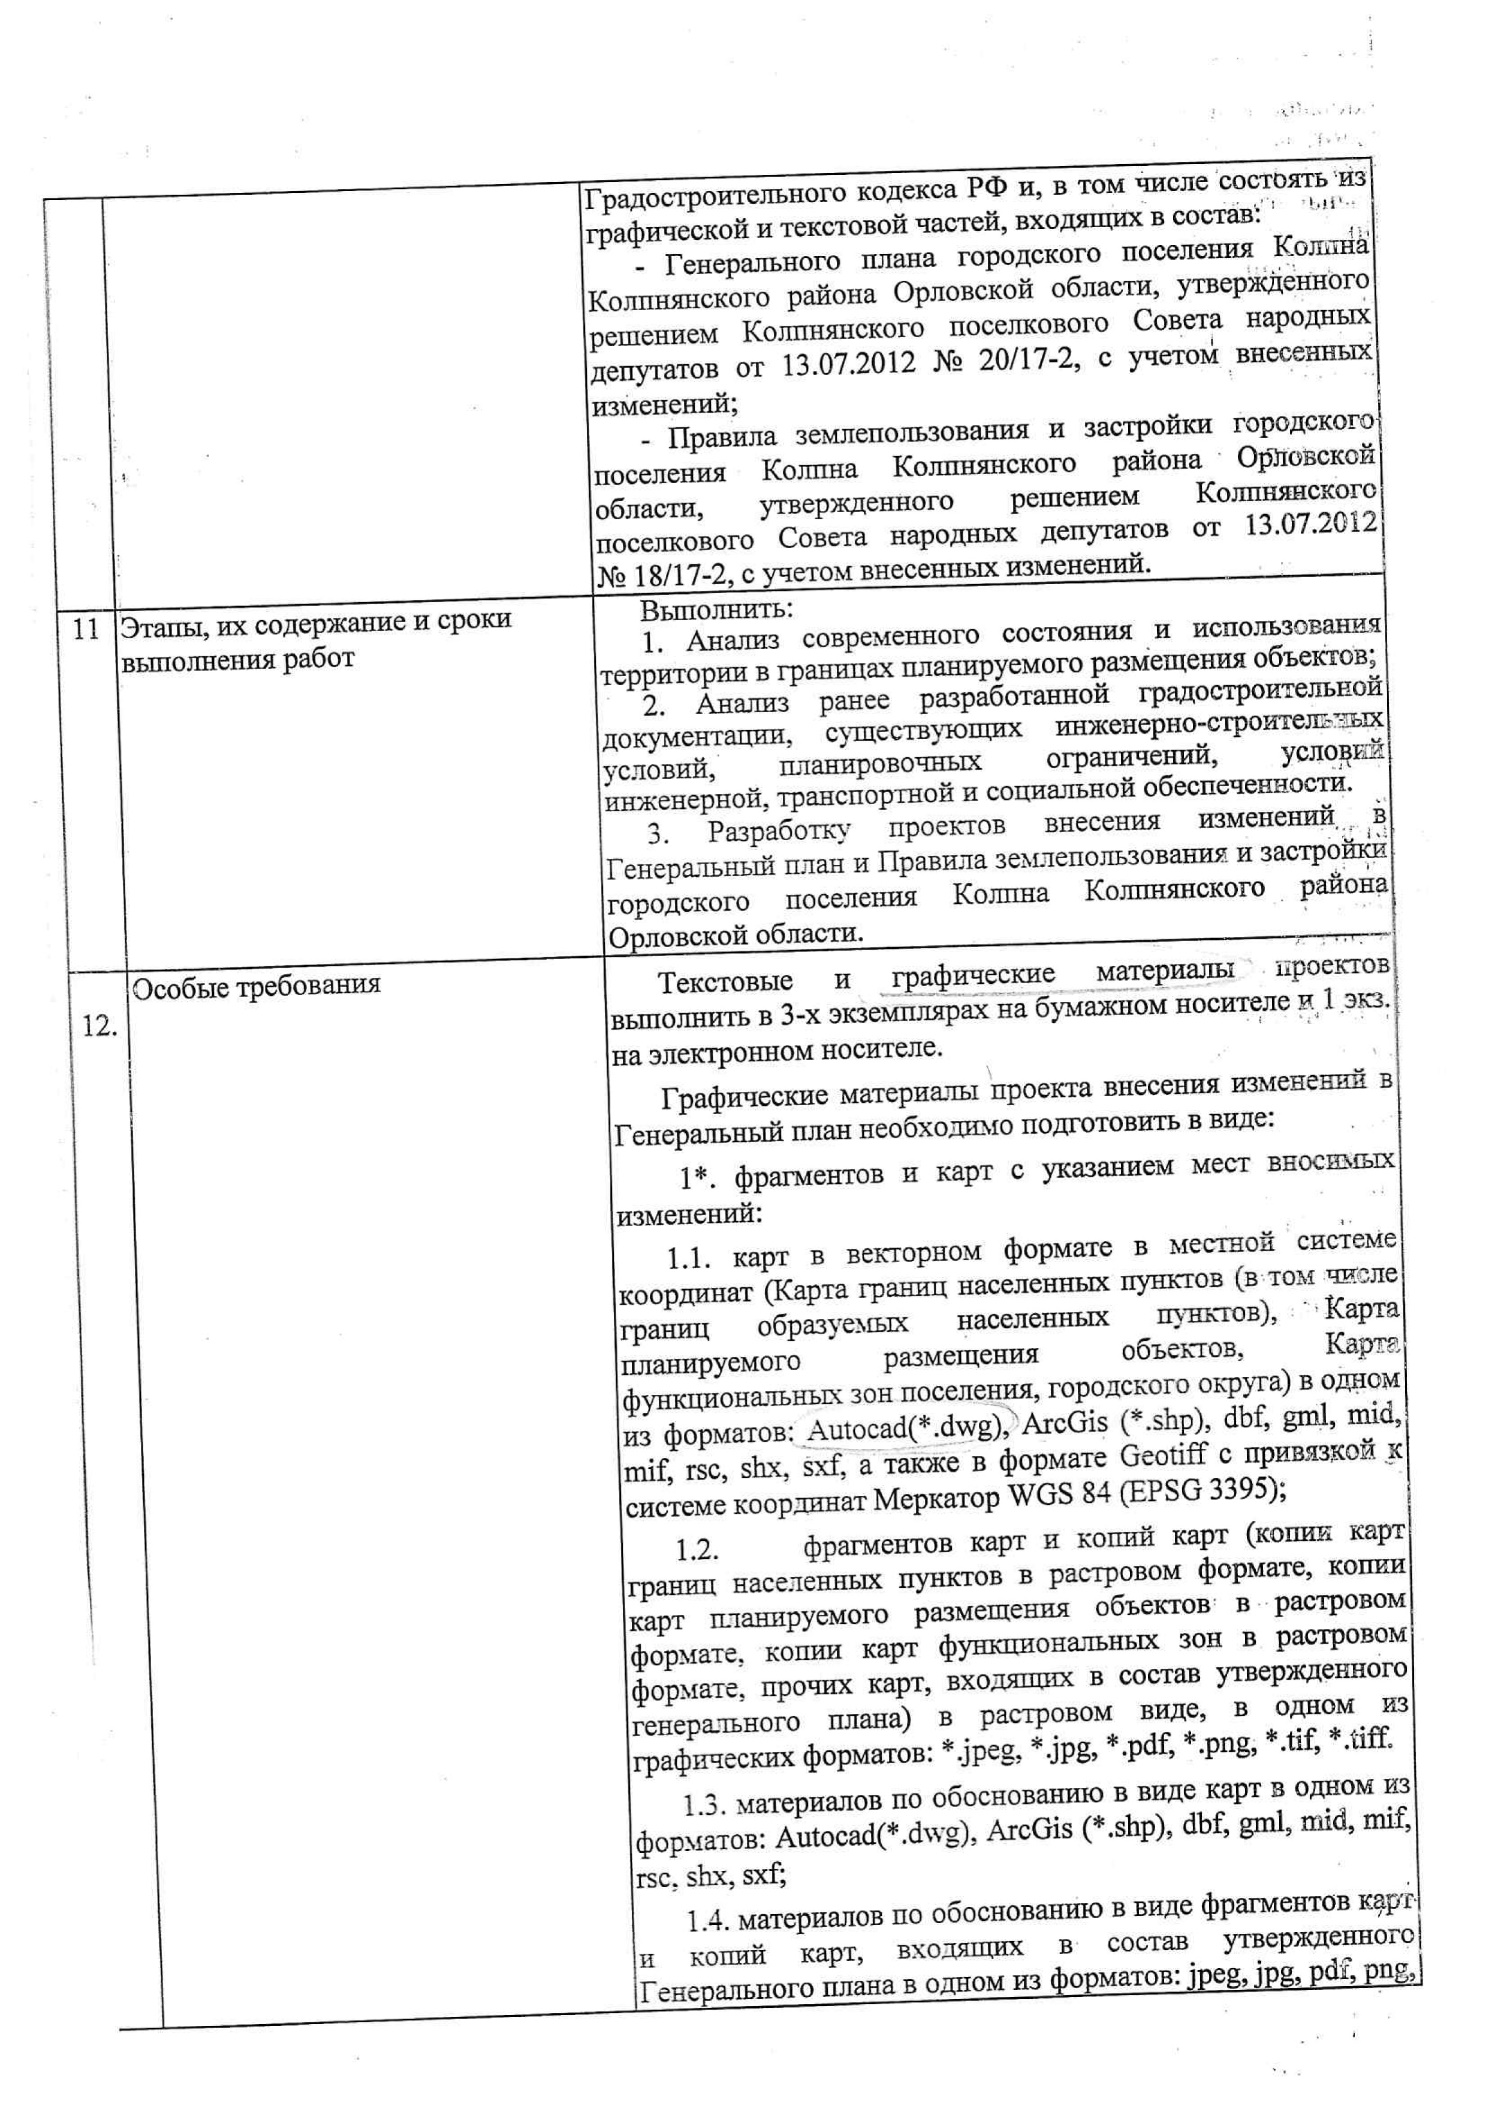 Градостроительного кодекса РФ и, в том числе состоять из
графической и текстовой частей, входящих в состав:
- Генерального плана городского поселения Колпна
Колпнянского района Орловской области, утвержденного
решением Колпнянского поселкового Совета народных
депутатов от 13.07.2012 № 20/17-2, с учетом внесенных
изменений;
- Правила землепользования и застройки городского
поселения Колпна Колпнянского района Орловской
области, утвержденного решением Колпнянского
поселкового Совета народных депутатов от 13.07.2012
№ 18/17-2, с учетом внесенных изменений.
11 Этапы, их содержание и сроки
выполнения работ
Выполнить:
1. Анализ современного состояния и использования
территории в границах планируемого размещения объектов;
2. Анализ ранее разработанной градостроительной
документации, существующих инженерно-строительных
условий, планировочных ограничений, условий
инженерной, транспортной и социальной обеспеченности.
3. Разработку проектов внесения изменений в
Генеральный план и Правила землепользования и застройки
городского поселения Колпна Колпнянского района
Орловской области.
12.
Особые требования
Текстовые и графические материалы проектов
выполнить в 3-х экземплярах на бумажном носителе и 1 экз.
на электронном носителе.
Графические материалы проекта внесения изменений в
Генеральный план необходимо подготовить в виде:
1*. фрагментов и карт с указанием мест вносимых
изменений:
1.1. карт в векторном формате в местной системе
координат (Карта границ населенных пунктов (в том числе
границ образуемых населенных пунктов), Карта
планируемого размещения объектов, Карта
функциональных зон поселения, городского округа) в одном
из форматов: Autocad(*.dwg), ArcGis (*.shp), dbf, gml, mid,
mif, rsc, shx, sxf, а также в формате Geotiff с привязкой к
системе координат Меркатор WGS 84 (EPSG 3395);
1.2. фрагментов карт и копий карт (копии карт
границ населенных пунктов в растровом формате, копии
карт планируемого размещения объектов в растровом
формате, копии карт функциональных зон в растровом
формате, прочих карт, входящих в состав утвержденного
генерального плана) в растровом виде, в одном из
графических форматов: *.jpeg, *.jpg, *.pdf, *.png, *.tif, *.tiff.
1.3. материалов по обоснованию в виде карт в одном из
форматов: Autocad(*.dwg), ArcGis (*.shp), dbf, gml, mid, mif,
rsc, shx, sxf;
1.4. материалов по обоснованию в виде фрагментов карт
и копий карт, входящих в состав утвержденного
Генерального плана в одном из форматов: jpeg, jpg, pdf, png,